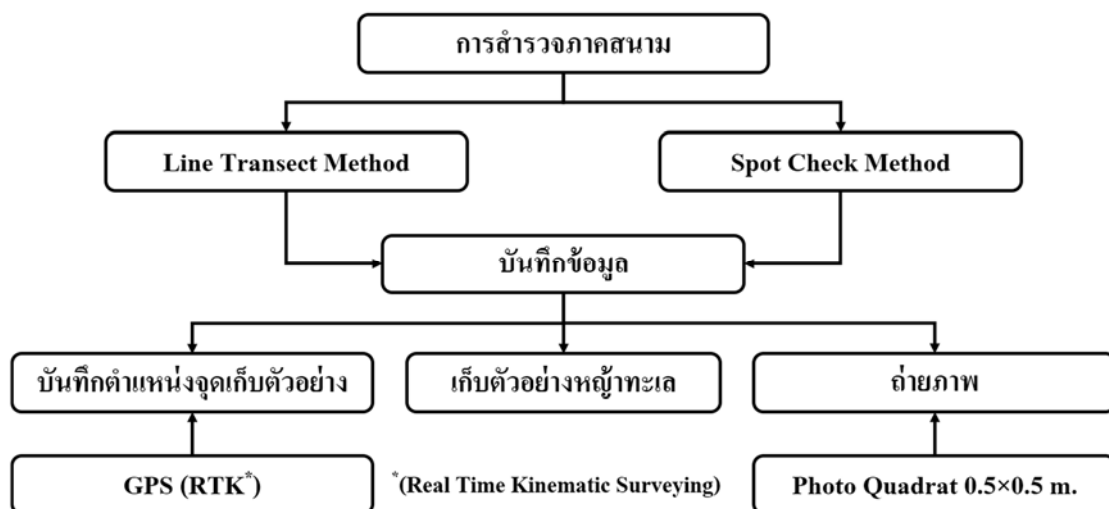 การสำรวจภาคสนาม
Line Transect Method
Spot Check Method
บันทึกข้อมูล
บันทึกตำแหน่งจุดเก็บตัวอย่าง
เก็บตัวอย่างหญ้าทะเล
ถ่ายภาพ
GPS (RTK*)
*(Real Time Kinematic Surveying)
Photo Quadrat 0.5×0.5 m.